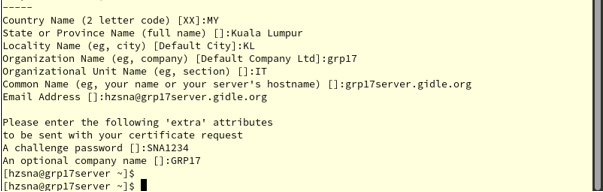 -----
Country Name (2 letter code) [XX]:MY
State or Province Name (full name) []:Kuala Lumpur
Locality Name (eg, city) [Default City]:KL
Organization Name (eg, company) [Default Company Ltd]:grp17
Organizational Unit Name (eg, section) []:IT
Common Name (eg, your name or your server's hostname) []:grp17server.gidle.org
Email Address []:hzsna@grp17server.gidle.org

Please enter the following 'extra' attributes
to be sent with your certificate request
A challenge password []:SNA1234
An optional company name []:GRP17
[hzsna@grp17server ~]$
[hzsna@grp17server ~]$